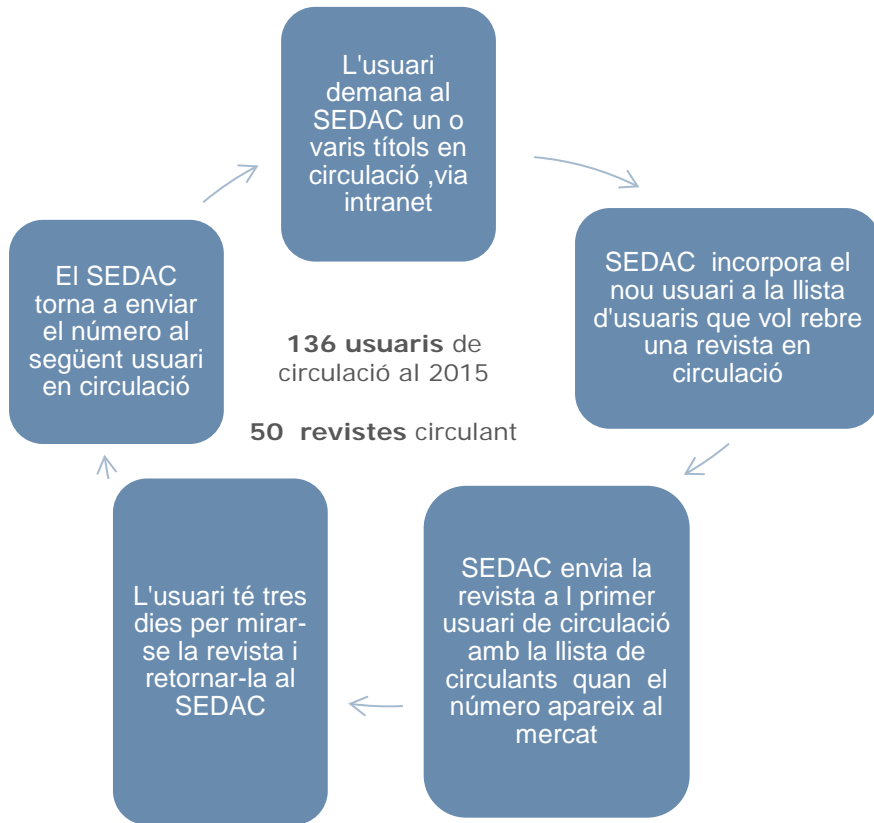 L'usuari
demana al
SEDAC un o
varis títols en
circulació ,via
intranet
SEDAC incorpora el
nou usuari a la llista
d'usuaris que vol rebre
una revista en
circulació
SEDAC envia la
revista a l primer
usuari de circulació
amb la llista de
circulants quan el
número apareix al
mercat
L'usuari té tres
dies per mirar-
se la revista i
retornar-la al
SEDAC
El SEDAC
torna a enviar
el número al
següent usuari
en circulació
136 usuaris de
circulació al 2015
50 revistes circulant